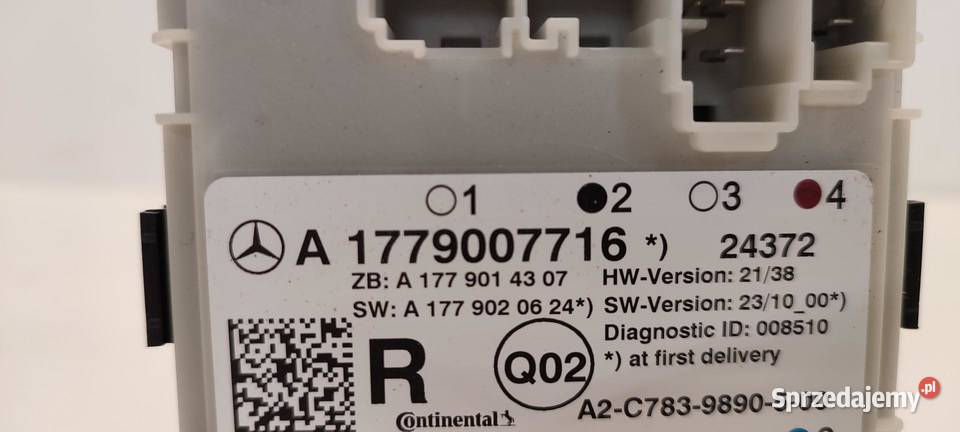 1 2 3 4
A 1779007716 *) 24372
ZB: A 177 901 43 07 HW-Version: 21/38
SW: A 177 902 06 24*) SW-Version: 23/10_00*)
Diagnostic ID: 008510
R Q02 *) at first delivery
Continental A2-C783-9890-
Sprzedajemy.pl